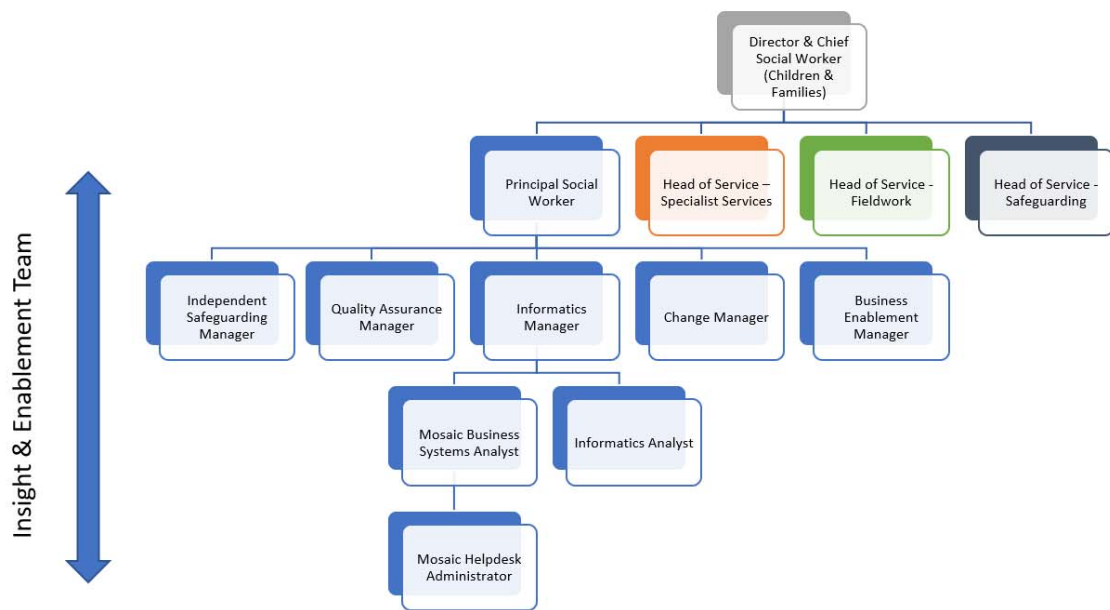 Director & Chief
Social Worker
(Children &
Families)
Principal Social
Worker
Head of Service –
Specialist Services
Head of Service -
Fieldwork
Head of Service -
Safeguarding
Insight & Enablement Team
Independent
Safeguarding
Manager
Quality Assurance
Manager
Informatics
Manager
Change Manager
Business
Enablement
Manager
Mosaic Business
Systems Analyst
Informatics Analyst
Mosaic Helpdesk
Administrator